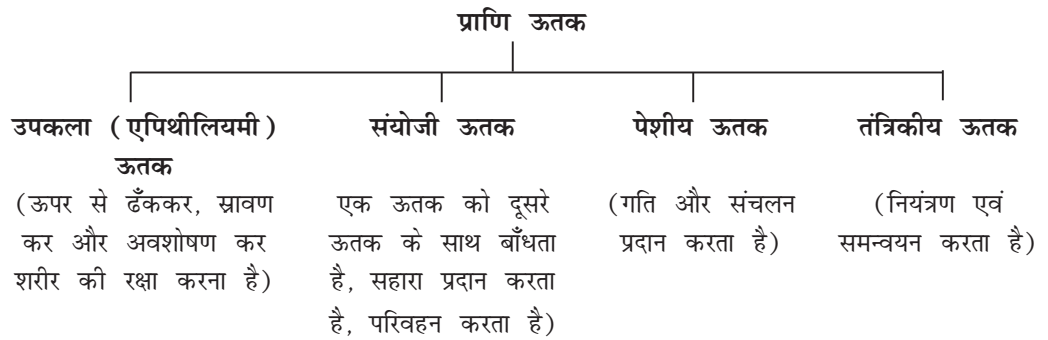 प्राणि ऊतक
उपकला (एपिथीलियमी)
ऊतक
(ऊपर से ढँककर, स्रावण
कर और अवशोषण कर
शरीर की रक्षा करना है)
संयोजी ऊतक
एक ऊतक को दूसरे
ऊतक के साथ बाँधता
है, सहारा प्रदान करता
है, परिवहन करता है)
पेशीय ऊतक
(गति और संचलन
प्रदान करता है)
तंत्रिकीय ऊतक
(नियंत्रण एवं
समन्वयन करता है)